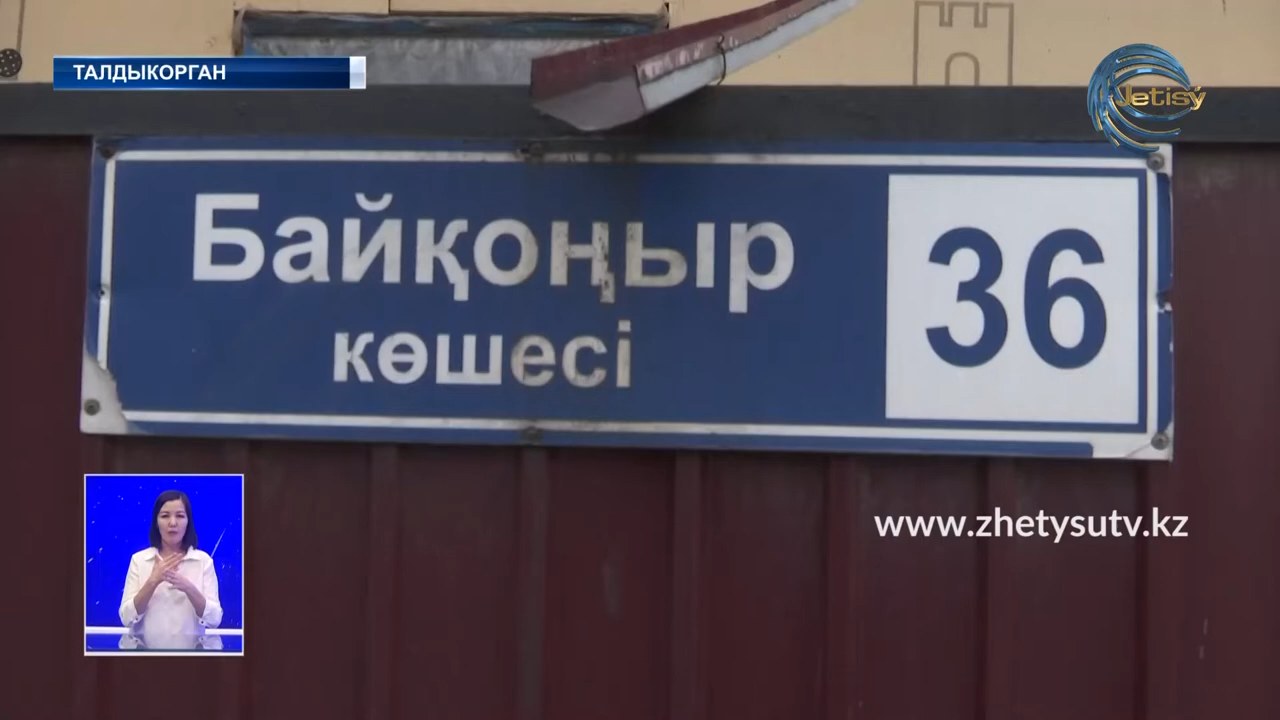 ТАЛДЫКОРГАН
Jetisý
Байқоңыр
көшесі
36
www.zhetysutv.kz